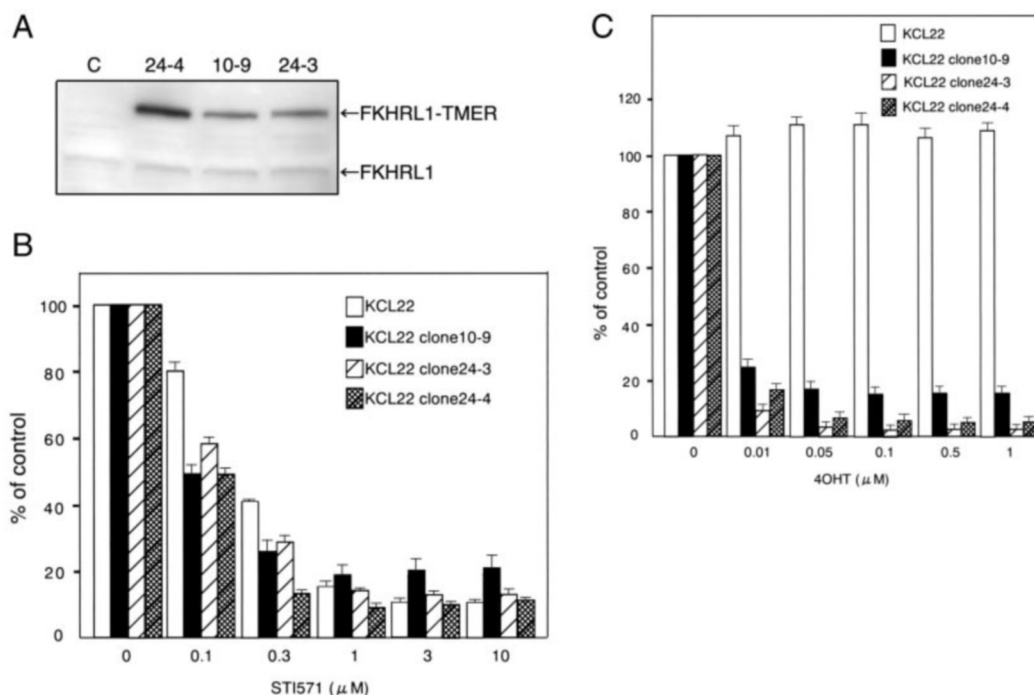 A
C 24-4 10-9 24-3
←FKHRL1-TMER
←FKHRL1
B
100
80
60
40
20
0
% of control
KCL22
KCL22 clone10-9
KCL22 clone24-3
KCL22 clone24-4
0 0.1 0.3 1 3 10
STI571 (μM)
C
KCL22
KCL22 clone10-9
KCL22 clone24-3
KCL22 clone24-4
120
100
80
60
40
20
0
% of control
0 0.01 0.05 0.1 0.5 1
4OHT (μM)